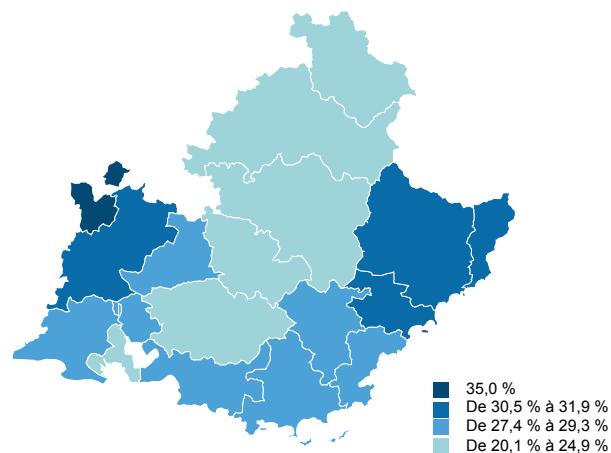 35,0 %
De 30,5 % à 31,9 %
De 27,4 % à 29,3 %
De 20,1 % à 24,9 %